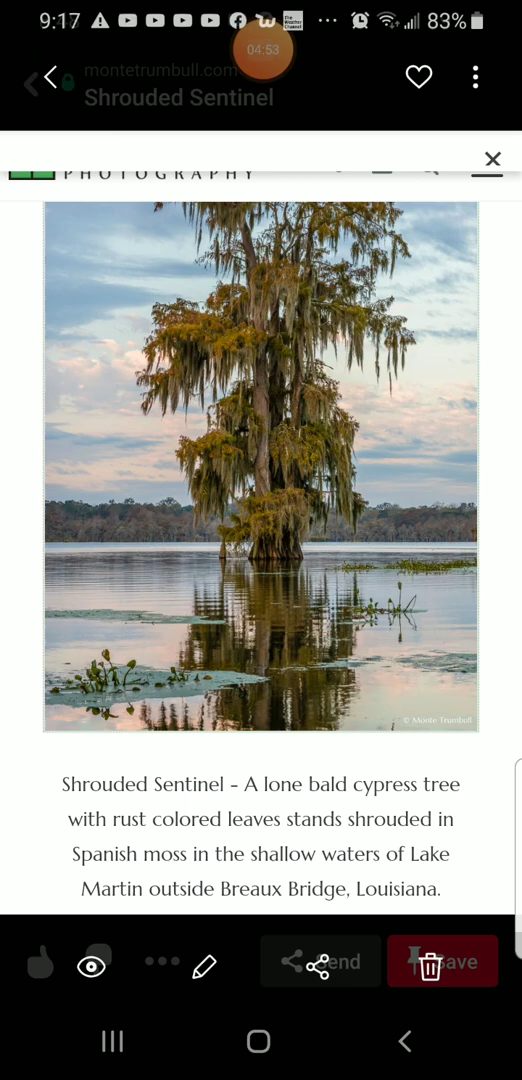 9:17
83%
04:53
montetrumbull.com
Shrouded Sentinel
PHOTOGRAPHY
© Monte Trumbull
Shrouded Sentinel - A lone bald cypress tree
with rust colored leaves stands shrouded in
Spanish moss in the shallow waters of Lake
Martin outside Breaux Bridge, Louisiana.
Send
Save